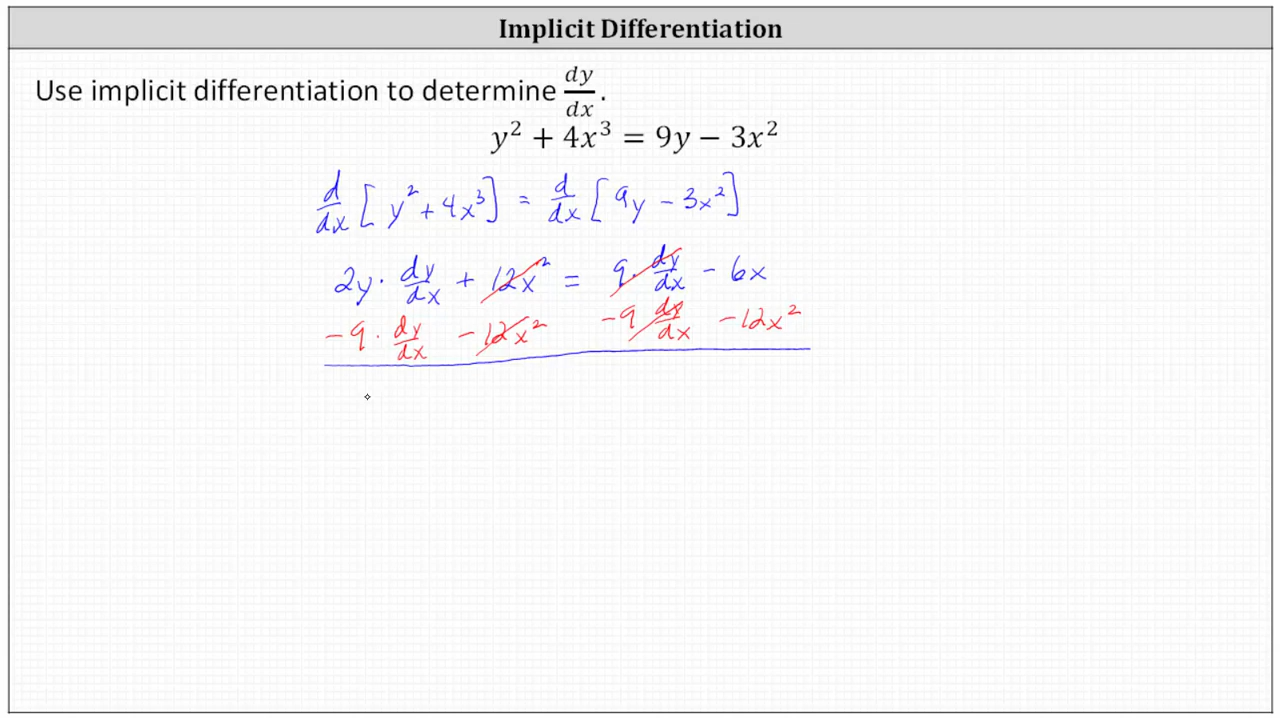 Implicit Differentiation
Use implicit differentiation to determine dy/dx .
y² + 4x³ = 9y − 3x²
d/dx [ y² + 4x³ ] = d/dx [ 9y − 3x² ]
2y · dy/dx + 12x² = 9 · dy/dx − 6x
−9 · dy/dx − 12x² −9 dy/dx − 12x²